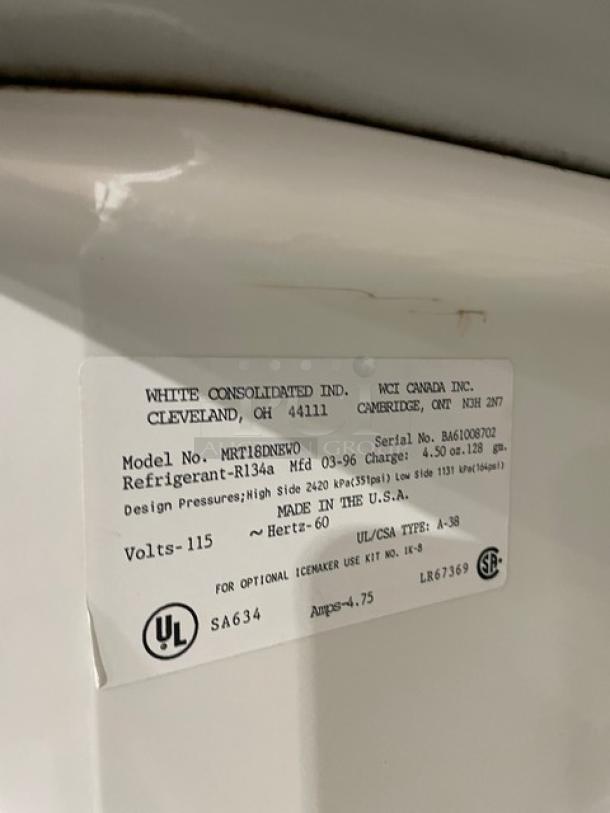 WHITE CONSOLIDATED IND. WCI CANADA INC.
CLEVELAND, OH 44111 CAMBRIDGE, ONT N3H 2N7
Model No. MRT18DNEW0 Serial No. BA61008702
Refrigerant-R134a Mfd 03-96 Charge: 4.50 oz.128 gm.
Design Pressures;High Side 2420 kPa(351psi) Low Side 1131 kPa(164psi)
MADE IN THE U.S.A.
Volts-115 ~Hertz-60 UL/CSA TYPE: A-38
FOR OPTIONAL ICEMAKER USE KIT NO. IK-8
UL SA634 Amps-4.75 LR67369 SA
AUCTION GROUP